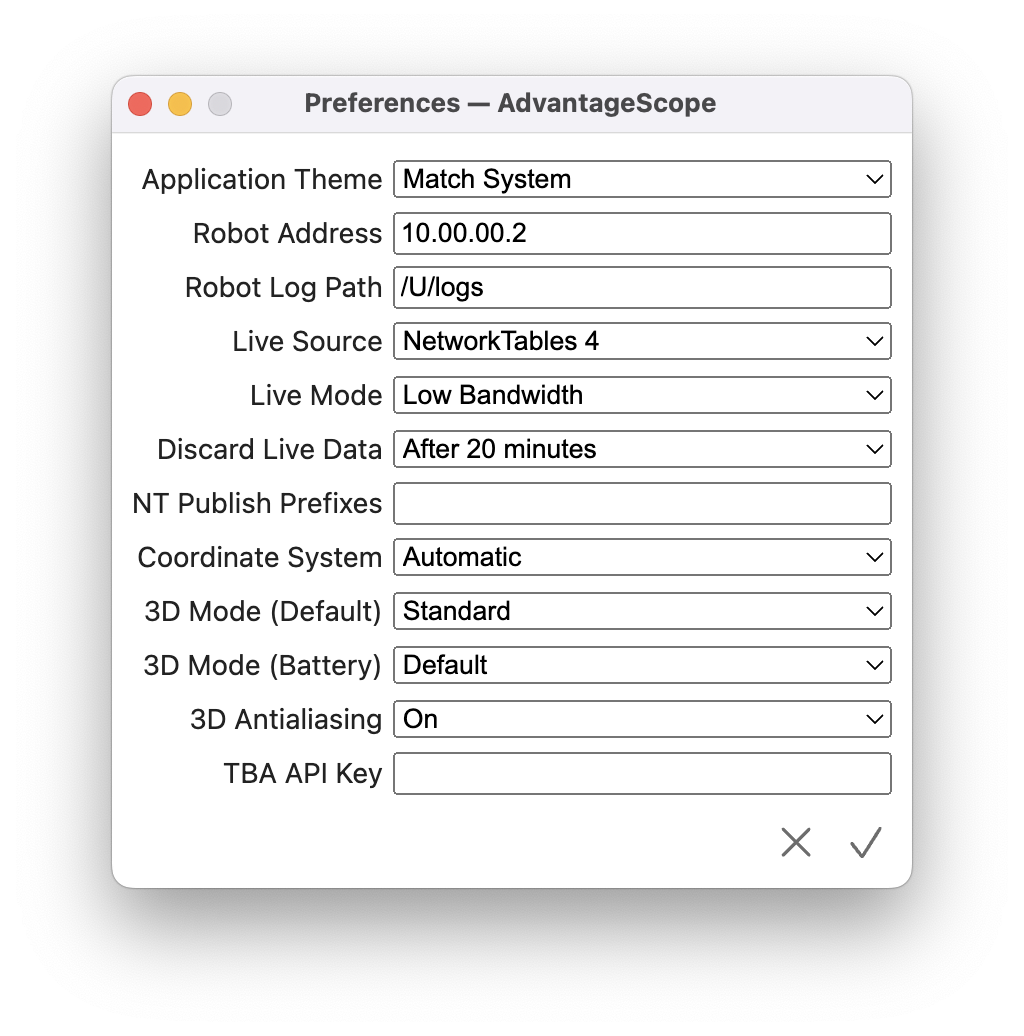 Preferences — AdvantageScope
Application Theme Match System
Robot Address 10.00.00.2
Robot Log Path /U/logs
Live Source NetworkTables 4
Live Mode Low Bandwidth
Discard Live Data After 20 minutes
NT Publish Prefixes
Coordinate System Automatic
3D Mode (Default) Standard
3D Mode (Battery) Default
3D Antialiasing On
TBA API Key